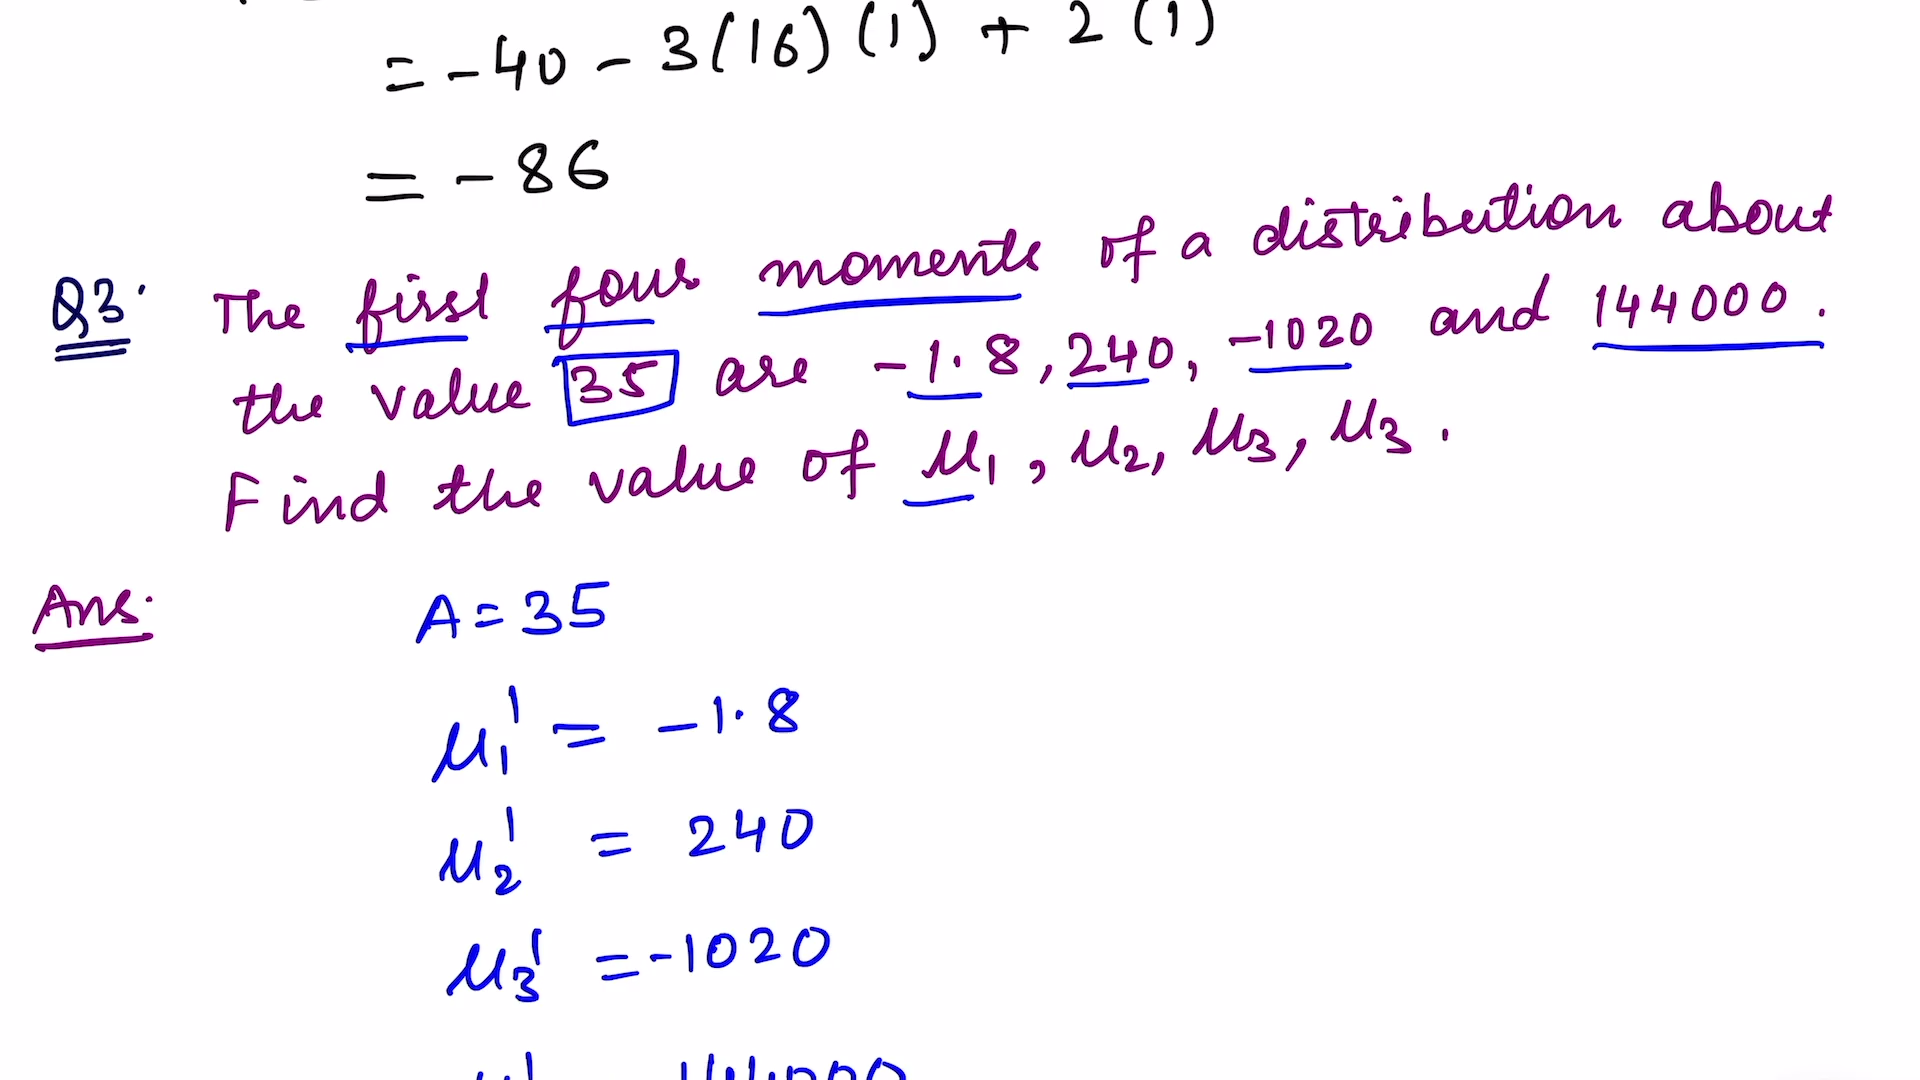 = -40 - 3(16)(1) + 2(1)
= -86
Q3. The first four moments of a distribution about
the value 35 are -1.8, 240, -1020 and 144000.
Find the value of μ₁, μ₂, μ₃, μ₃.
Ans. A = 35
μ₁' = -1.8
μ₂' = 240
μ₃' = -1020